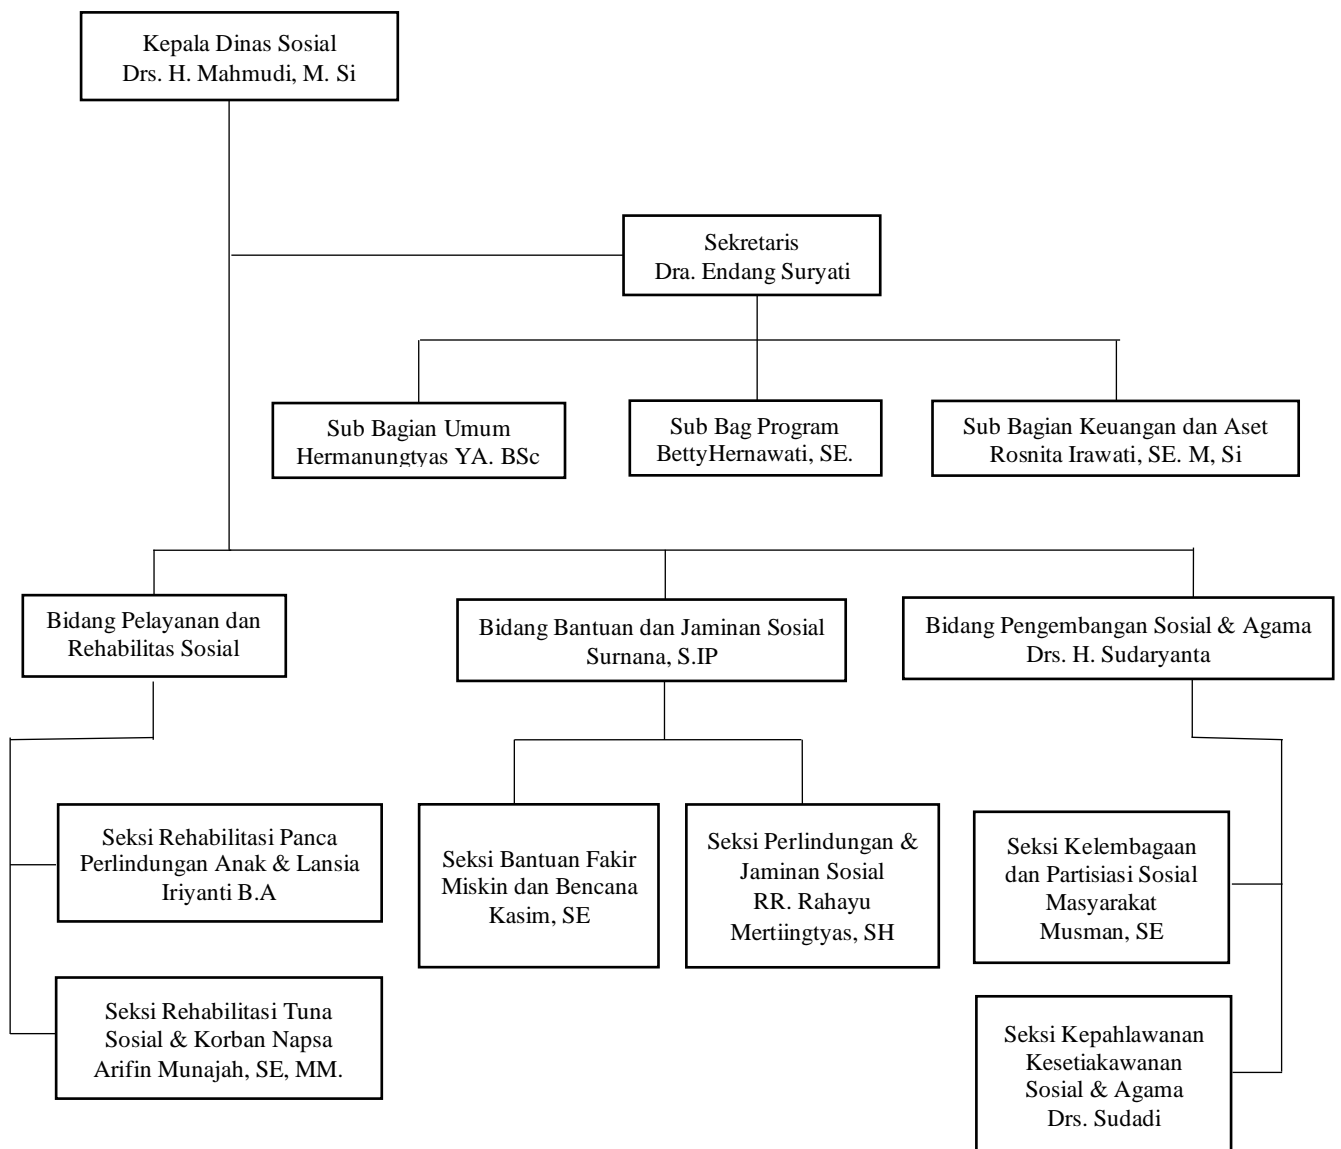 Kepala Dinas Sosial
Drs. H. Mahmudi, M. Si
Sekretaris
Dra. Endang Suryati
Sub Bagian Umum
Hermanungtyas YA. BSc
Sub Bag Program
BettyHernawati, SE.
Sub Bagian Keuangan dan Aset
Rosnita Irawati, SE. M, Si
Bidang Pelayanan dan
Rehabilitas Sosial
Bidang Bantuan dan Jaminan Sosial
Surnana, S.IP
Bidang Pengembangan Sosial & Agama
Drs. H. Sudaryanta
Seksi Rehabilitasi Panca
Perlindungan Anak & Lansia
Iriyanti B.A
Seksi Bantuan Fakir
Miskin dan Bencana
Kasim, SE
Seksi Perlindungan &
Jaminan Sosial
RR. Rahayu
Mertiingtyas, SH
Seksi Kelembagaan
dan Partisiasi Sosial
Masyarakat
Musman, SE
Seksi Rehabilitasi Tuna
Sosial & Korban Napsa
Arifin Munajah, SE, MM.
Seksi Kepahlawanan
Kesetiakawanan
Sosial & Agama
Drs. Sudadi